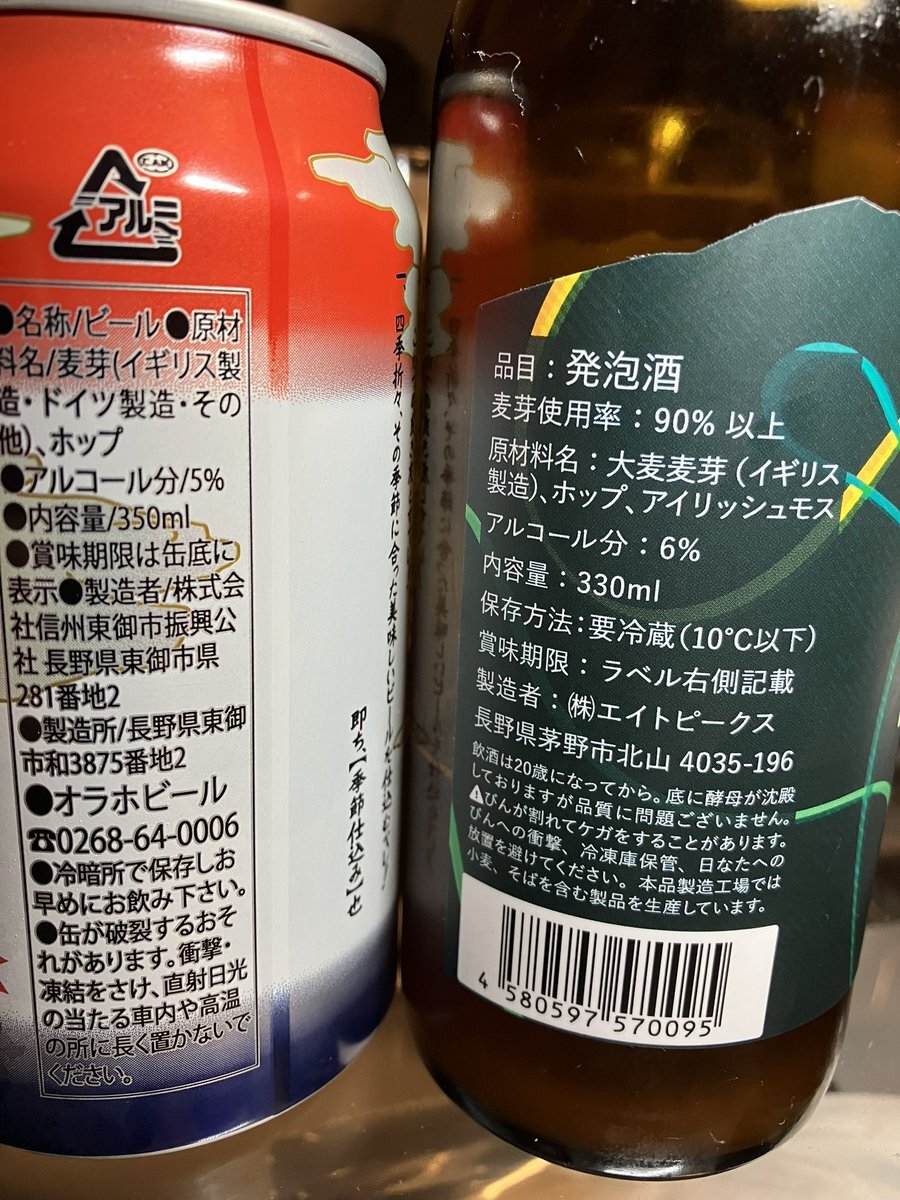 アルミ
●名称/ビール●原材
料名/麦芽(イギリス製
造・ドイツ製造・その
他)、ホップ
●アルコール分/5%
●内容量/350ml
●賞味期限は缶底に
表示●製造者/株式会
社信州東御市振興公
社 長野県東御市県
281番地2
●製造所/長野県東御
市和3875番地2
●オラホビール
☎0268-64-0006
●冷暗所で保存しお
早めにお飲み下さい。
●缶が破裂するおそ
れがあります。衝撃・
凍結をさけ、直射日光
の当たる車内や高温
の所に長く置かないで
ください。
一、四季折々、その季節に合った美味しいビールを仕込むべし!
即ち、【季節仕込み】也
品目:発泡酒
麦芽使用率:90% 以上
原材料名:大麦麦芽(イギリス
製造)、ホップ、アイリッシュモス
アルコール分:6%
内容量:330ml
保存方法:要冷蔵(10℃以下)
賞味期限:ラベル右側記載
製造者:㈱エイトピークス
長野県茅野市北山 4035-196
飲酒は20歳になってから。底に酵母が沈殿
しておりますが品質に問題ございません。
⚠びんが割れてケガをすることがあります。
びんへの衝撃、冷凍庫保管、日なたへの
放置を避けてください。本品製造工場では
小麦、そばを含む製品を生産しています。
4 580597 570095